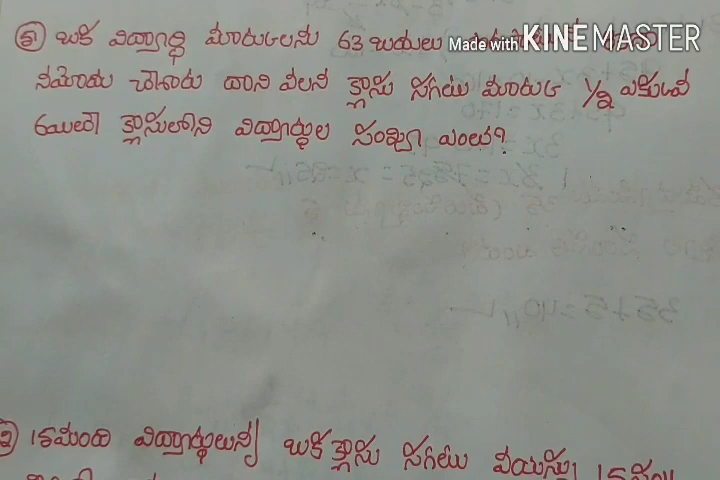 5) ఒక విద్యార్థి మార్కులను 63 బదులు
Made with KINEMASTER
నమోదు చేశారు దాని వలన క్లాసు సగటు మార్కు 1/2 ఎక్కువ
అయితే క్లాసులోని విద్యార్థుల సంఖ్యా ఎంత?
2) 15మంది విద్యార్థులున్న ఒక క్లాసు సగటు వయస్సు 15సం॥